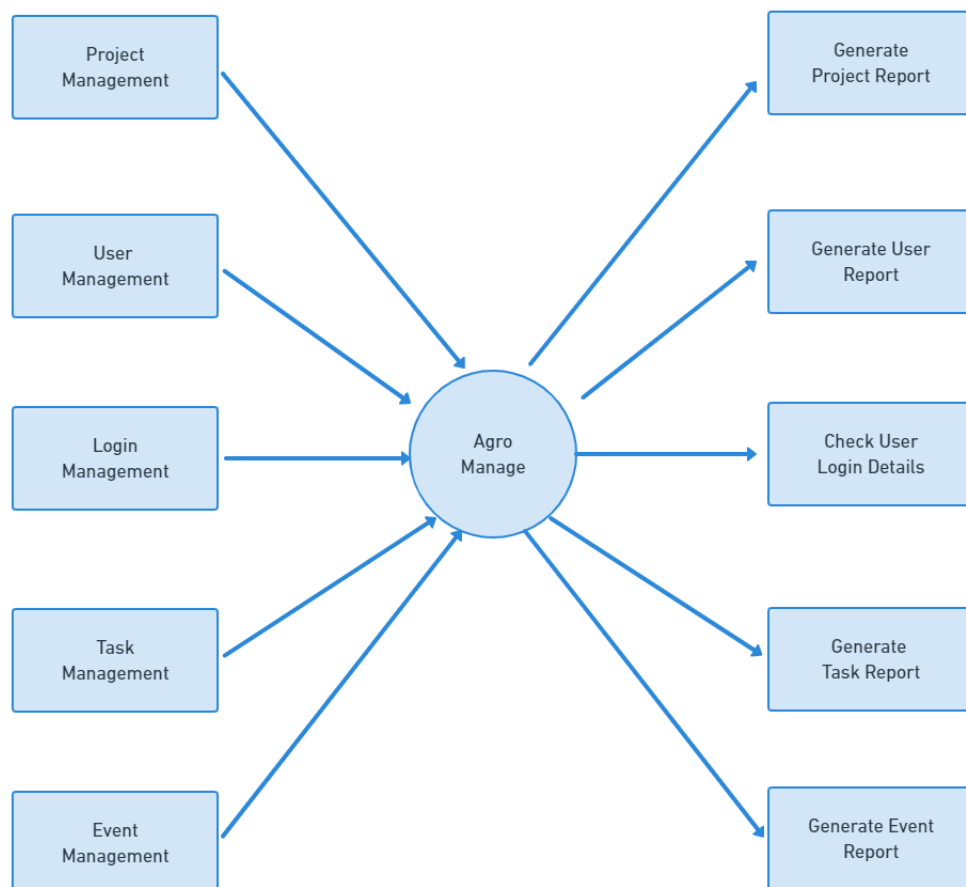 Project
Management
User
Management
Login
Management
Task
Management
Event
Management
Agro
Manage
Generate
Project Report
Generate User
Report
Check User
Login Details
Generate
Task Report
Generate Event
Report